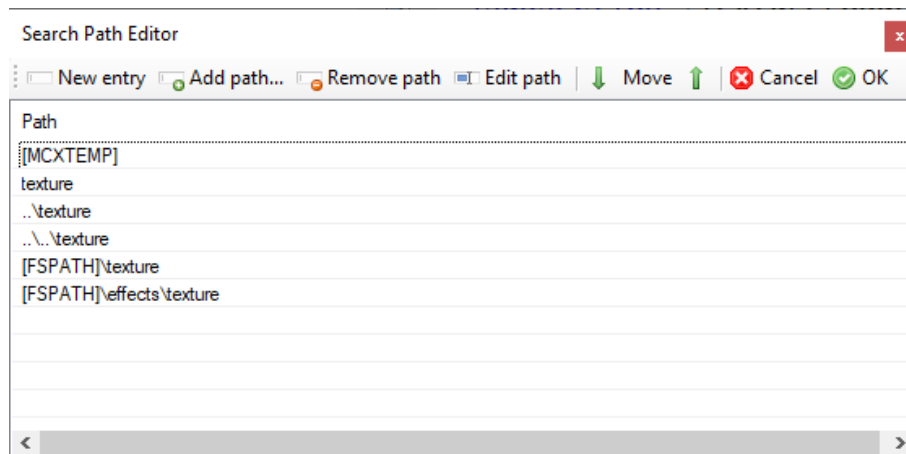 Search Path Editor
x
New entry Add path... Remove path Edit path Move Cancel OK
Path
[MCXTEMP]
texture
..\texture
..\..\texture
[FSPATH]\texture
[FSPATH]\effects\texture